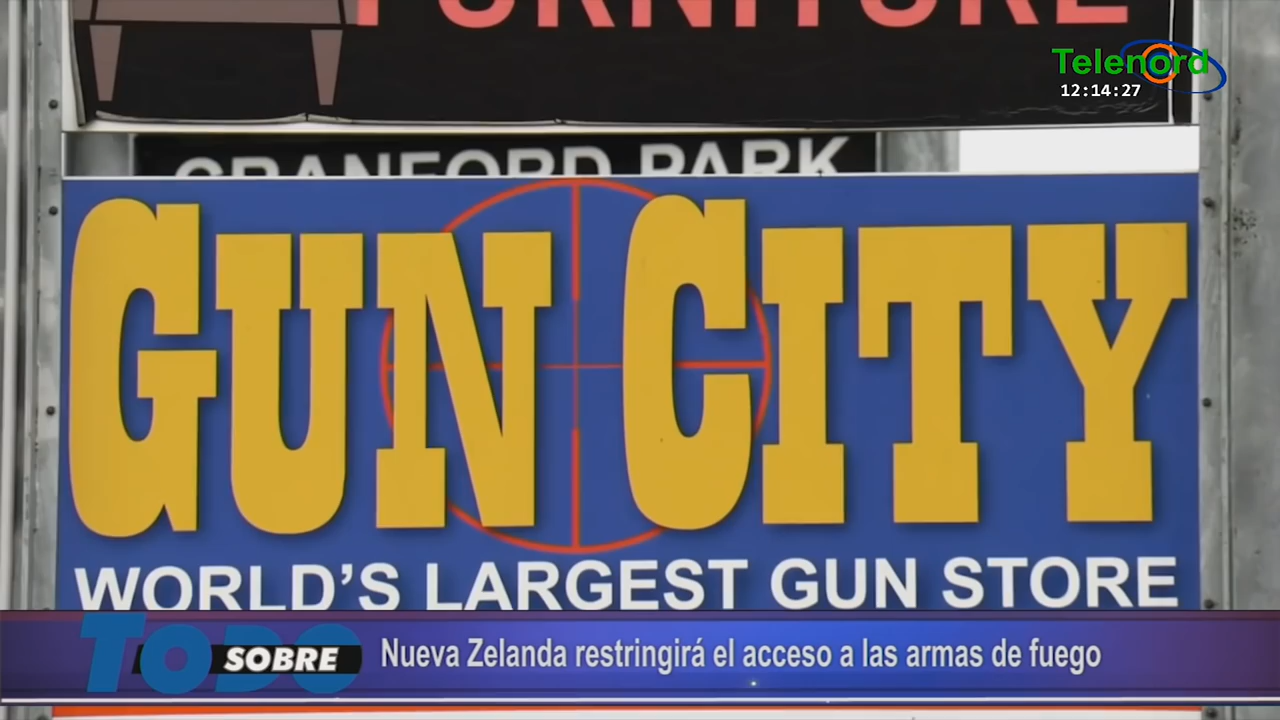 FURNITURE
Telenord
12:14:27
CRANFORD PARK
GUN CITY
WORLD'S LARGEST GUN STORE
TODO SOBRE
Nueva Zelanda restringirá el acceso a las armas de fuego